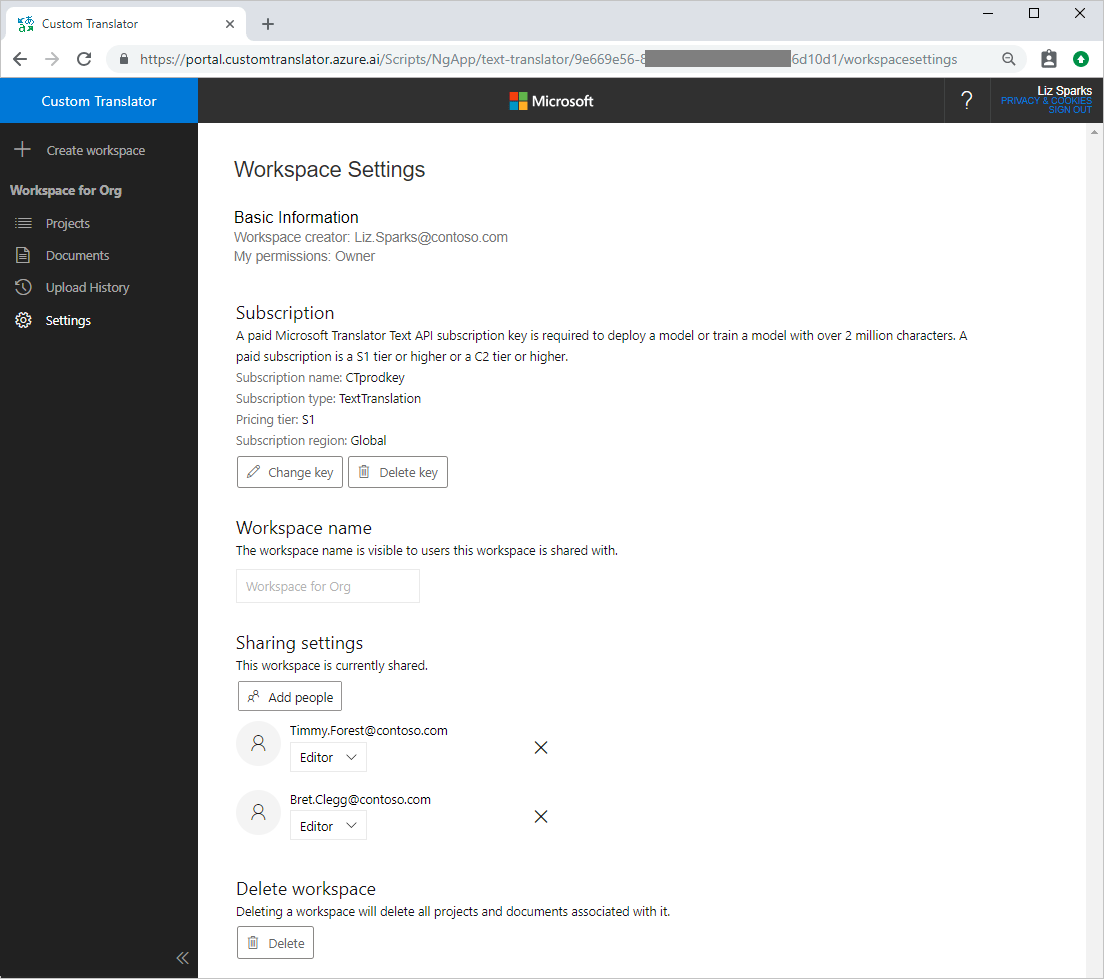 Custom Translator
https://portal.customtranslator.azure.ai/Scripts/NgApp/text-translator/9e669e56-8 6d10d1/workspacesettings
Custom Translator
Microsoft
?
Liz Sparks
PRIVACY & COOKIES
SIGN OUT
Create workspace
Workspace for Org
Projects
Documents
Upload History
Settings
Workspace Settings
Basic Information
Workspace creator: Liz.Sparks@contoso.com
My permissions: Owner
Subscription
A paid Microsoft Translator Text API subscription key is required to deploy a model or train a model with over 2 million characters. A
paid subscription is a S1 tier or higher or a C2 tier or higher.
Subscription name: CTprodkey
Subscription type: TextTranslation
Pricing tier: S1
Subscription region: Global
Change key
Delete key
Workspace name
The workspace name is visible to users this workspace is shared with.
Workspace for Org
Sharing settings
This workspace is currently shared.
Add people
Timmy.Forest@contoso.com
Editor
Bret.Clegg@contoso.com
Editor
Delete workspace
Deleting a workspace will delete all projects and documents associated with it.
Delete